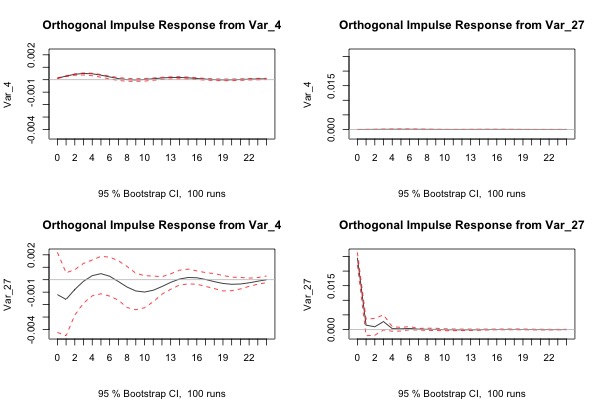 Orthogonal Impulse Response from Var_4
Var_4
0.002
-0.001
-0.004
0 2 4 6 8 10 13 16 19 22
95 % Bootstrap CI, 100 runs
Orthogonal Impulse Response from Var_27
Var_4
0.015
0.000
0 2 4 6 8 10 13 16 19 22
95 % Bootstrap CI, 100 runs
Orthogonal Impulse Response from Var_4
Var_27
0.002
-0.001
-0.004
0 2 4 6 8 10 13 16 19 22
95 % Bootstrap CI, 100 runs
Orthogonal Impulse Response from Var_27
Var_27
0.015
0.000
0 2 4 6 8 10 13 16 19 22
95 % Bootstrap CI, 100 runs